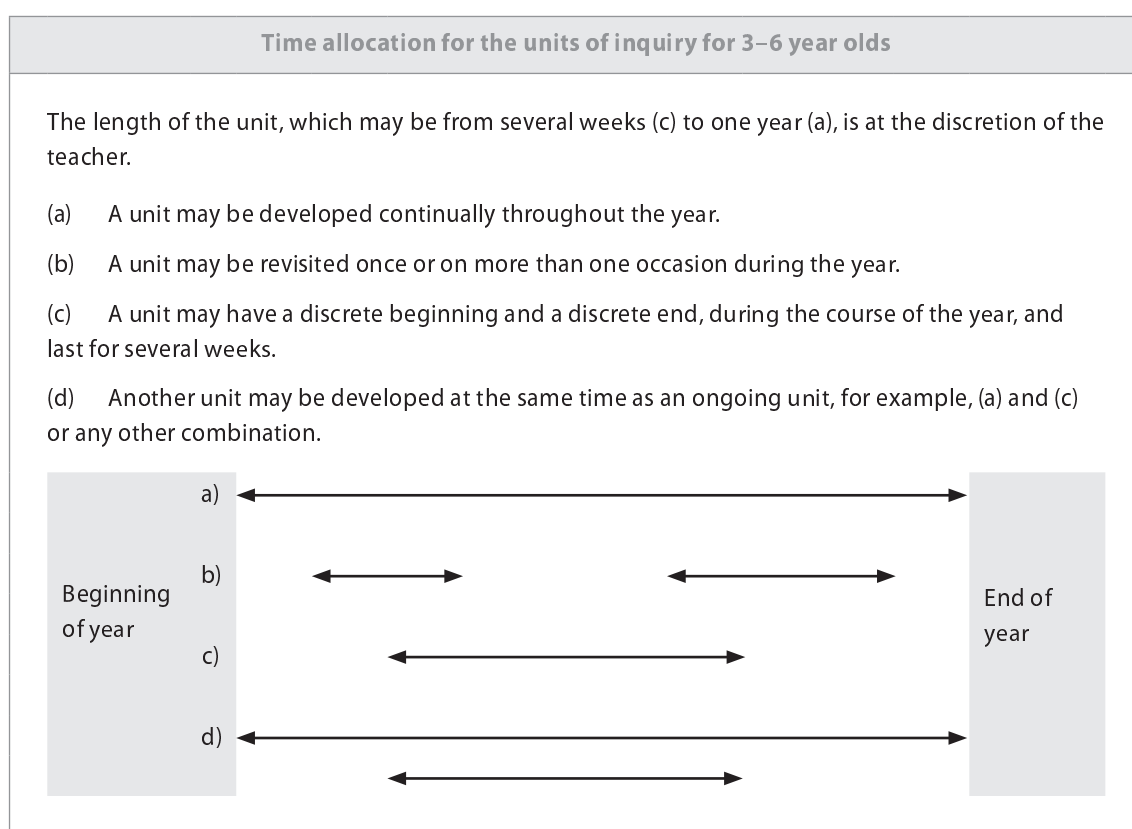 Time allocation for the units of inquiry for 3–6 year olds
The length of the unit, which may be from several weeks (c) to one year (a), is at the discretion of the
teacher.
(a) A unit may be developed continually throughout the year.
(b) A unit may be revisited once or on more than one occasion during the year.
(c) A unit may have a discrete beginning and a discrete end, during the course of the year, and
last for several weeks.
(d) Another unit may be developed at the same time as an ongoing unit, for example, (a) and (c)
or any other combination.
a)
b)
Beginning
of year
End of
year
c)
d)